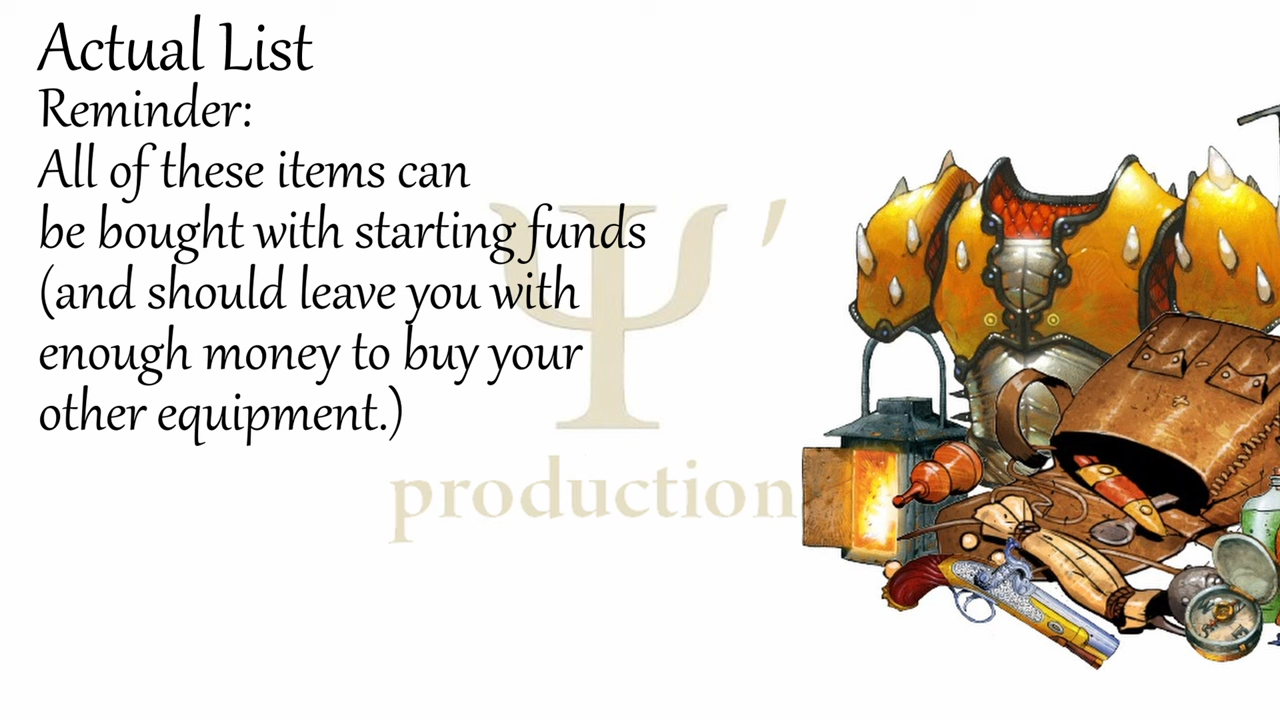 Actual List
Reminder:
All of these items can
be bought with starting funds
(and should leave you with
enough money to buy your
other equipment.)
Ψ'
production